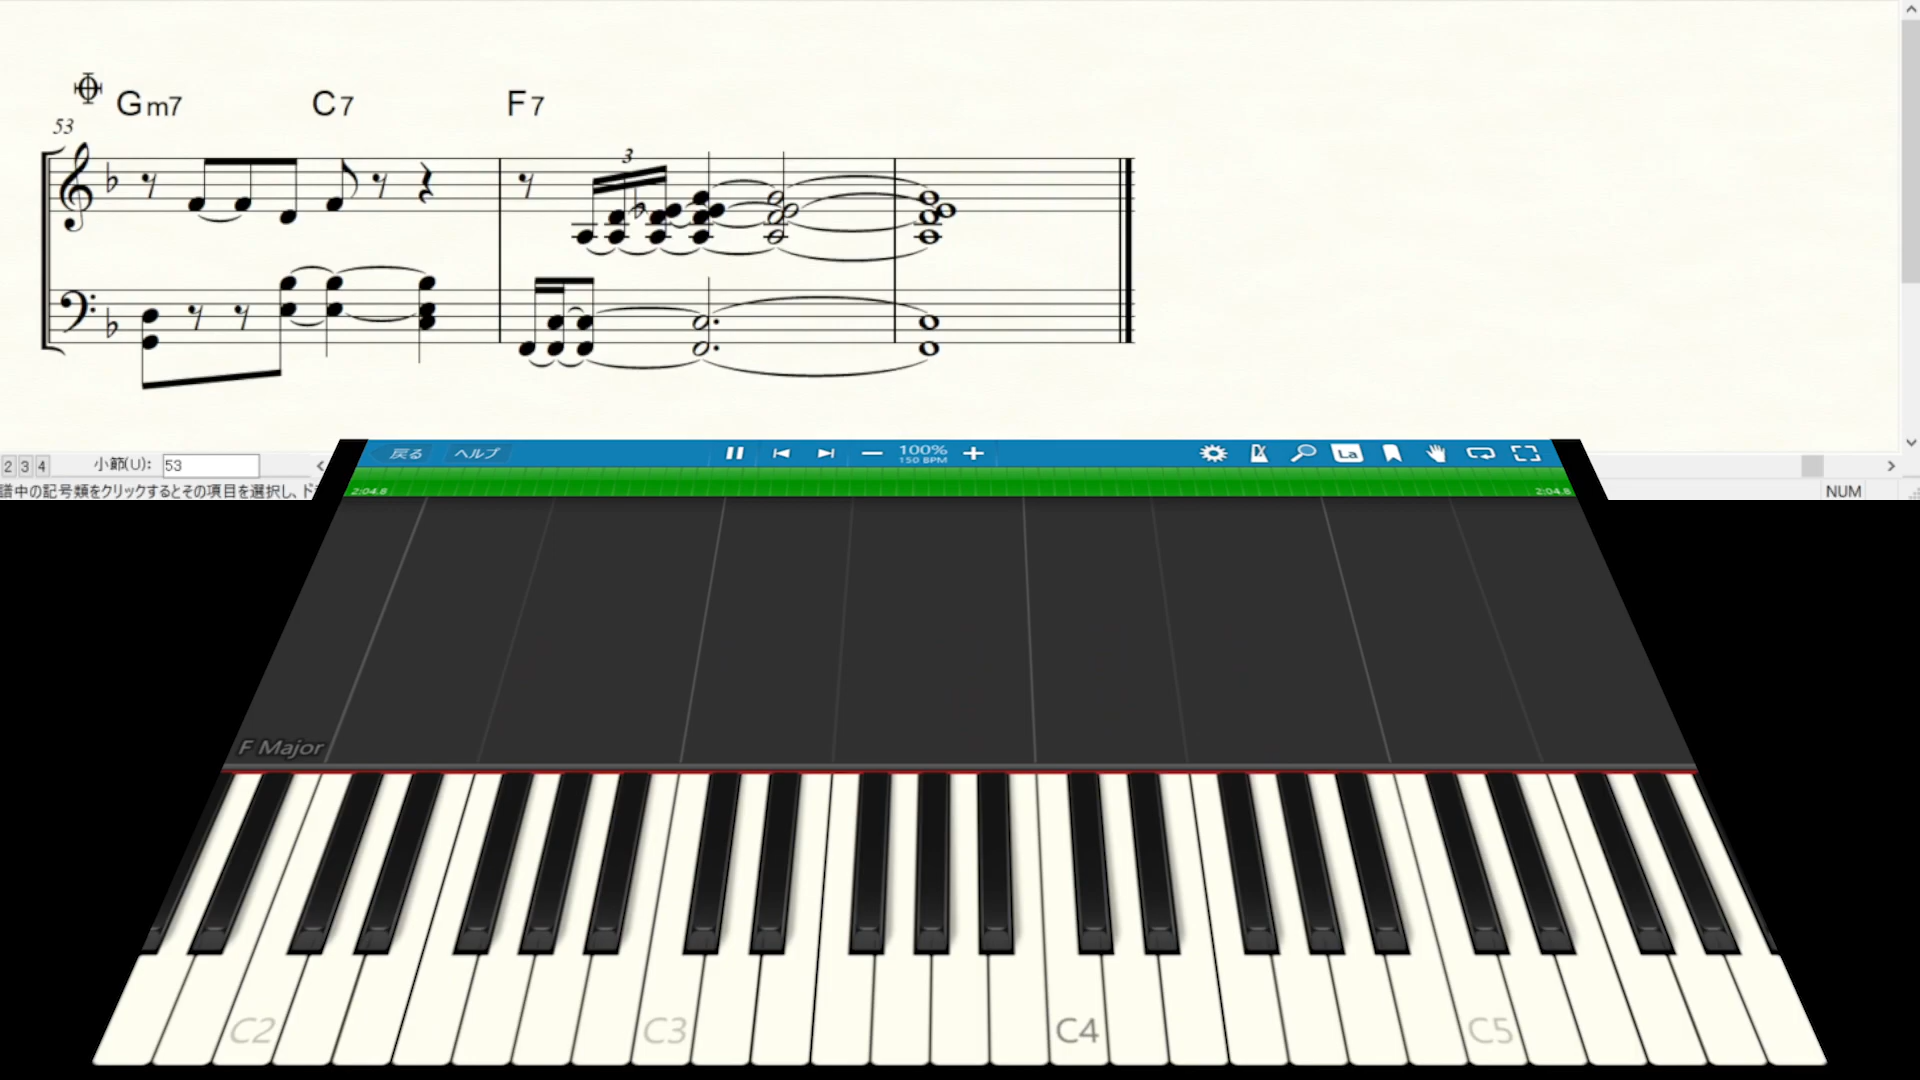 Gm7 C7 F7
53
3
戻る ヘルプ 100% La
150 BPM
2 3 4 小節(U): 53
譜中の記号類をクリックするとその項目を選択し、ド
NUM
2:04.8 2:04.8
F Major
C2 C3 C4 C5